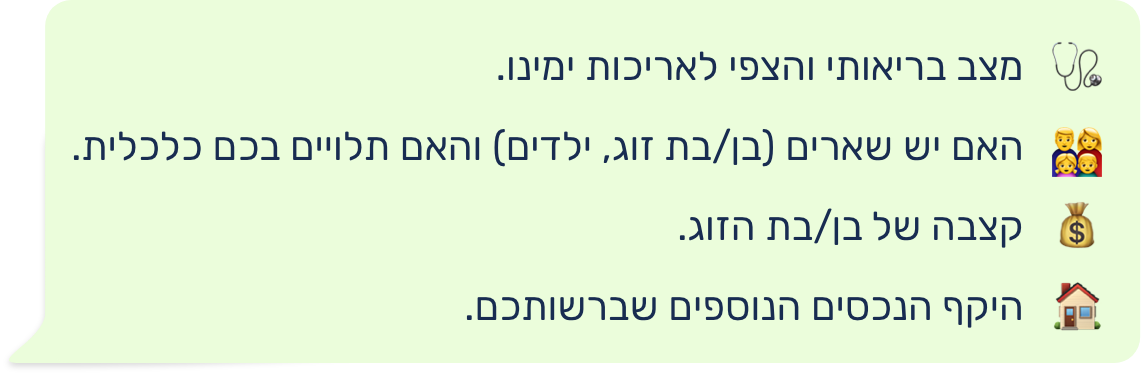 מצב בריאותי והצפי לאריכות ימינו.
האם יש שארים (בן/בת זוג, ילדים) והאם תלויים בכם כלכלית.
קצבה של בן/בת הזוג.
היקף הנכסים הנוספים שברשותכם.